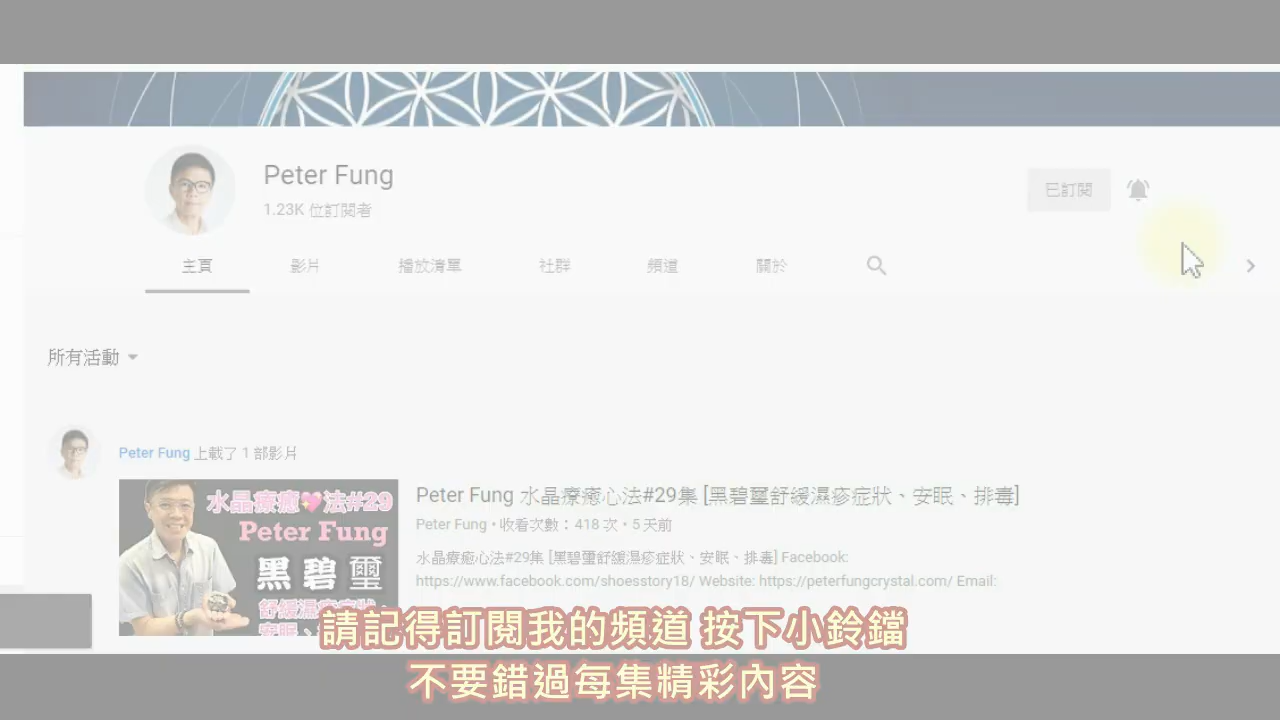 Peter Fung
1.23K 位訂閱者
已訂閱
主頁
影片
播放清單
社群
頻道
關於
所有活動
Peter Fung 上載了 1 部影片
水晶療癒💖法#29
Peter Fung
黑碧璽
Peter Fung 水晶療癒心法#29集 [黑碧璽舒緩濕疹症狀、安眠、排毒]
Peter Fung • 收看次數：418 次 • 5 天前
水晶療癒心法#29集 [黑碧璽舒緩濕疹症狀、安眠、排毒] Facebook:
https://www.facebook.com/shoesstory18/ Website: https://peterfungcrystal.com/ Email:
請記得訂閱我的頻道 按下小鈴鐺
不要錯過每集精彩內容